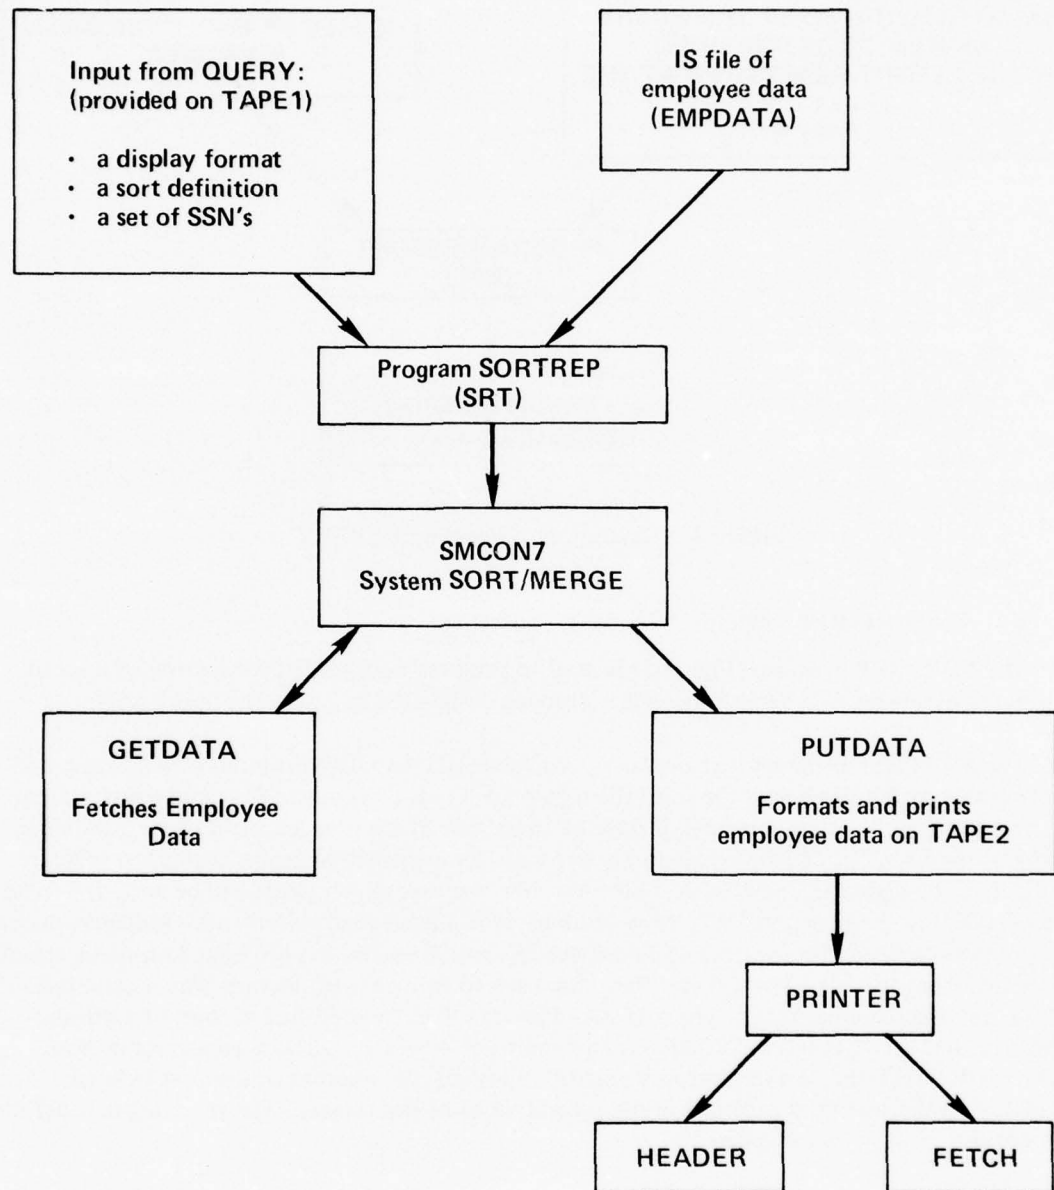 Input from QUERY:
(provided on TAPE1)
· a display format
· a sort definition
· a set of SSN's
IS file of
employee data
(EMPDATA)
Program SORTREP
(SRT)
SMCON7
System SORT/MERGE
GETDATA
Fetches Employee
Data
PUTDATA
Formats and prints
employee data on TAPE2
PRINTER
HEADER
FETCH